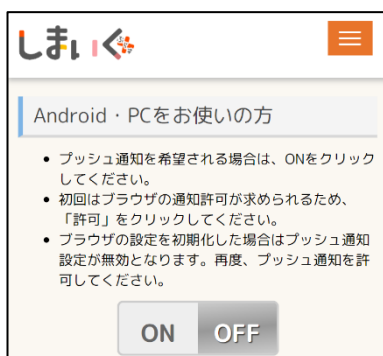 しまいく
Android・PCをお使いの方
• プッシュ通知を希望される場合は、ONをクリック
してください。
• 初回はブラウザの通知許可が求められるため、
「許可」をクリックしてください。
• ブラウザの設定を初期化した場合はプッシュ通知
設定が無効となります。再度、プッシュ通知を許
可してください。
ON OFF